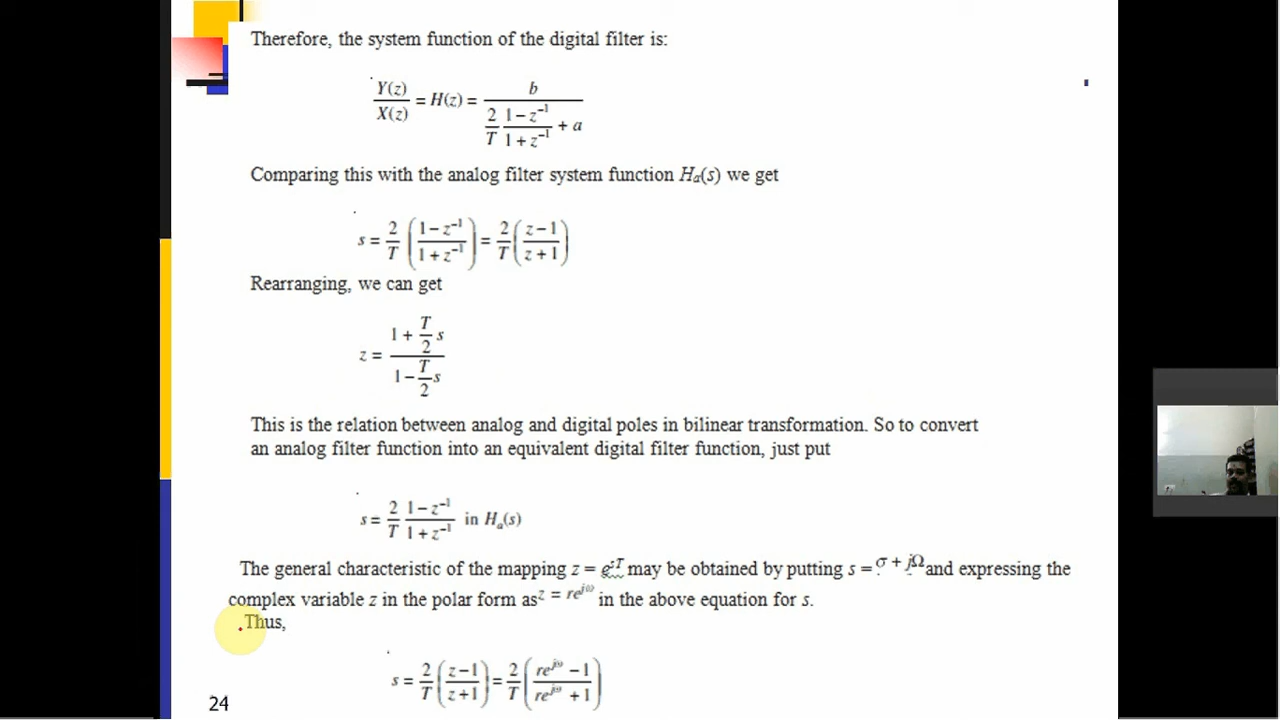 Therefore, the system function of the digital filter is:
Y(z)/X(z) = H(z) = b / (2/T (1 − z⁻¹)/(1 + z⁻¹) + a)
Comparing this with the analog filter system function Hₐ(s) we get
s = 2/T ((1 − z⁻¹)/(1 + z⁻¹)) = 2/T ((z − 1)/(z + 1))
Rearranging, we can get
z = (1 + T/2 s)/(1 − T/2 s)
This is the relation between analog and digital poles in bilinear transformation. So to convert
an analog filter function into an equivalent digital filter function, just put
s = 2/T (1 − z⁻¹)/(1 + z⁻¹) in Hₐ(s)
The general characteristic of the mapping z = e^sT may be obtained by putting s = σ + jΩ and expressing the
complex variable z in the polar form as z = re^jω in the above equation for s.
Thus,
s = 2/T ((z − 1)/(z + 1)) = 2/T ((re^jω − 1)/(re^jω + 1))
24